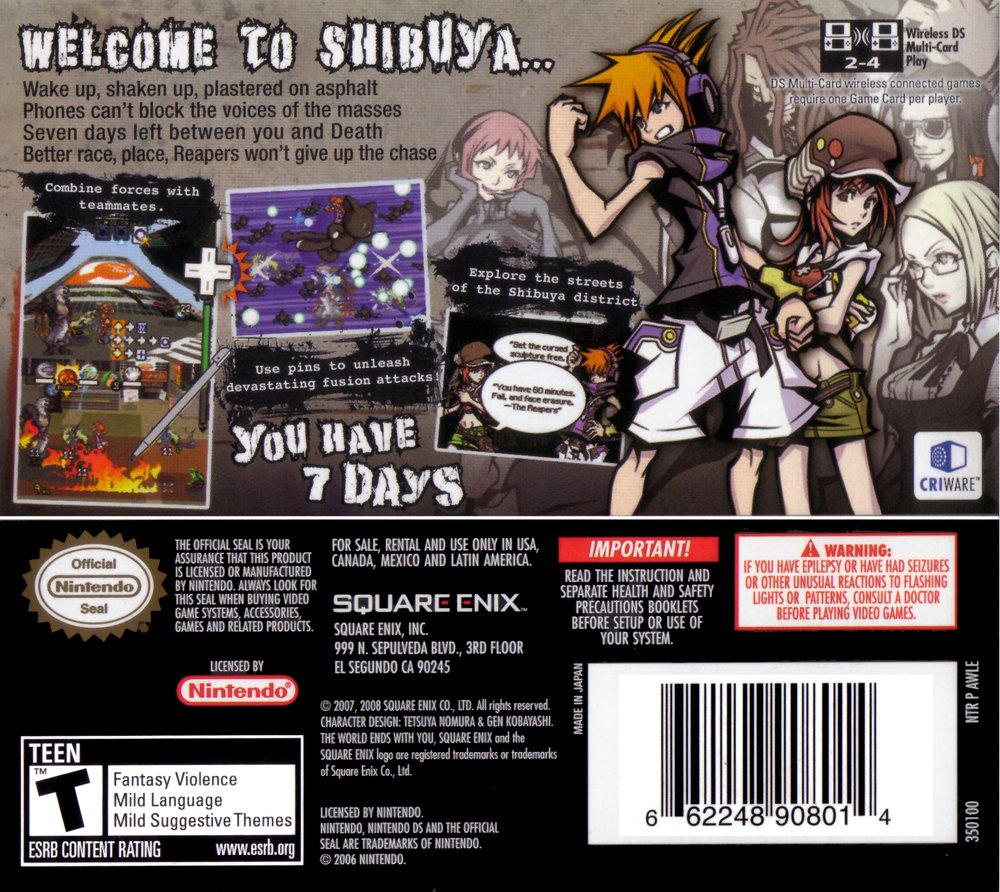 WELCOME TO SHIBUYA...
Wake up, shaken up, plastered on asphalt
Phones can't block the voices of the masses
Seven days left between you and Death
Better race, place, Reapers won't give up the chase
2-4
Wireless DS
Multi-Card
Play
DS Multi-Card wireless connected games
require one Game Card per player.
Combine forces with
teammates.
Use pins to unleash
devastating fusion attacks!
Explore the streets
of the Shibuya district
"Set the cursed
sculpture free.
"You have 60 minutes.
Fail, and face erasure.
—The Reapers"
YOU HAVE
7 DAYS
CRIWARE™
Official
Nintendo®
Seal
THE OFFICIAL SEAL IS YOUR
ASSURANCE THAT THIS PRODUCT
IS LICENSED OR MANUFACTURED
BY NINTENDO. ALWAYS LOOK FOR
THIS SEAL WHEN BUYING VIDEO
GAME SYSTEMS, ACCESSORIES,
GAMES AND RELATED PRODUCTS.
LICENSED BY
Nintendo®
TEEN
T
TM
Fantasy Violence
Mild Language
Mild Suggestive Themes
ESRB CONTENT RATING www.esrb.org
FOR SALE, RENTAL AND USE ONLY IN USA,
CANADA, MEXICO AND LATIN AMERICA.
SQUARE ENIX™
SQUARE ENIX, INC.
999 N. SEPULVEDA BLVD., 3RD FLOOR
EL SEGUNDO CA 90245
© 2007, 2008 SQUARE ENIX CO., LTD. All rights reserved.
CHARACTER DESIGN: TETSUYA NOMURA & GEN KOBAYASHI.
THE WORLD ENDS WITH YOU, SQUARE ENIX and the
SQUARE ENIX logo are registered trademarks or trademarks
of Square Enix Co., Ltd.
LICENSED BY NINTENDO.
NINTENDO, NINTENDO DS AND THE OFFICIAL
SEAL ARE TRADEMARKS OF NINTENDO.
© 2006 NINTENDO.
IMPORTANT!
READ THE INSTRUCTION AND
SEPARATE HEALTH AND SAFETY
PRECAUTIONS BOOKLETS
BEFORE SETUP OR USE OF
YOUR SYSTEM.
WARNING:
IF YOU HAVE EPILEPSY OR HAVE HAD SEIZURES
OR OTHER UNUSUAL REACTIONS TO FLASHING
LIGHTS OR PATTERNS, CONSULT A DOCTOR
BEFORE PLAYING VIDEO GAMES.
MADE IN JAPAN
6 62248 90801 4
NTR P AWLE
350100